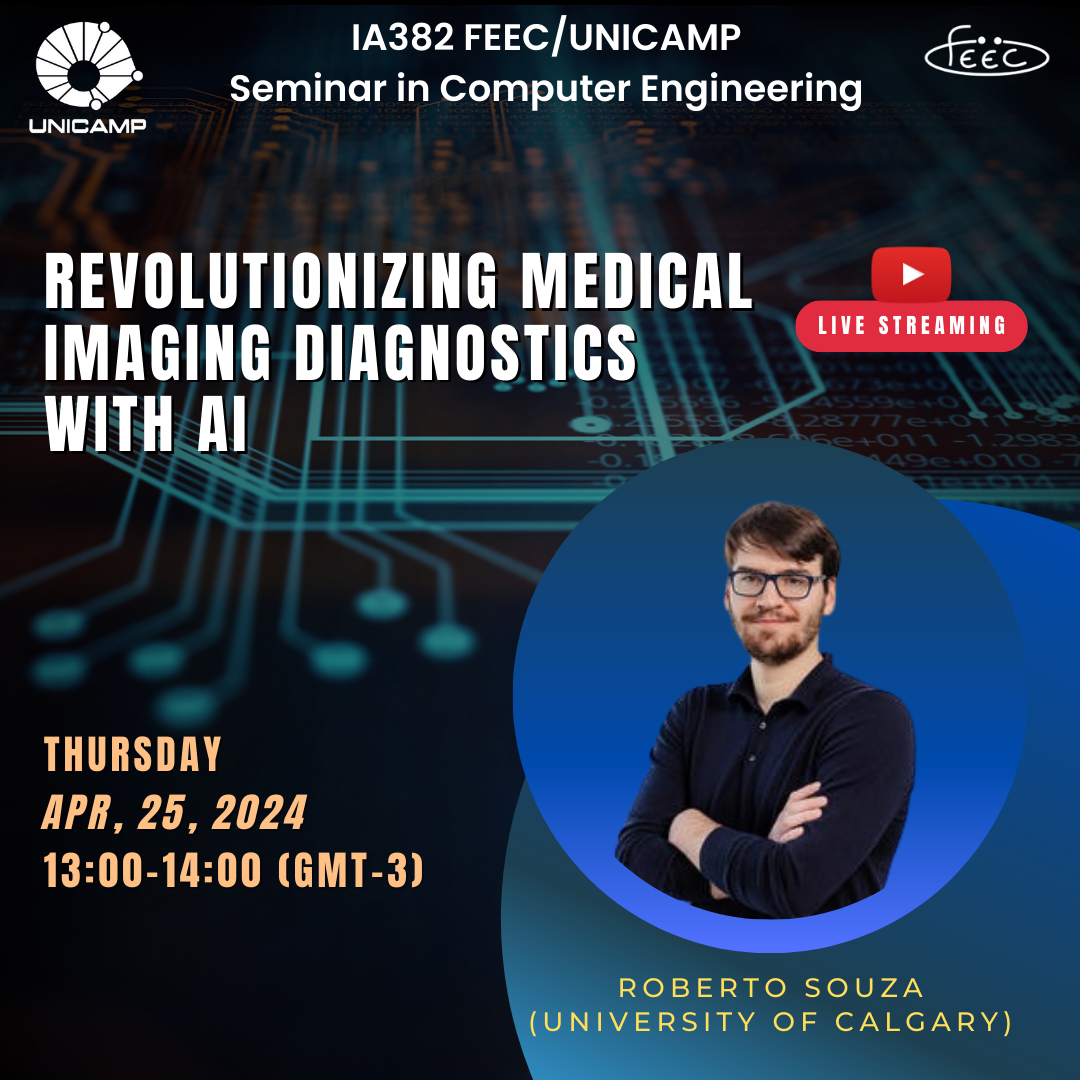 IA382 FEEC/UNICAMP
Seminar in Computer Engineering
UNICAMP
FEEC
REVOLUTIONIZING MEDICAL
IMAGING DIAGNOSTICS
WITH AI
LIVE STREAMING
THURSDAY
APR, 25, 2024
13:00-14:00 (GMT-3)
ROBERTO SOUZA
(UNIVERSITY OF CALGARY)